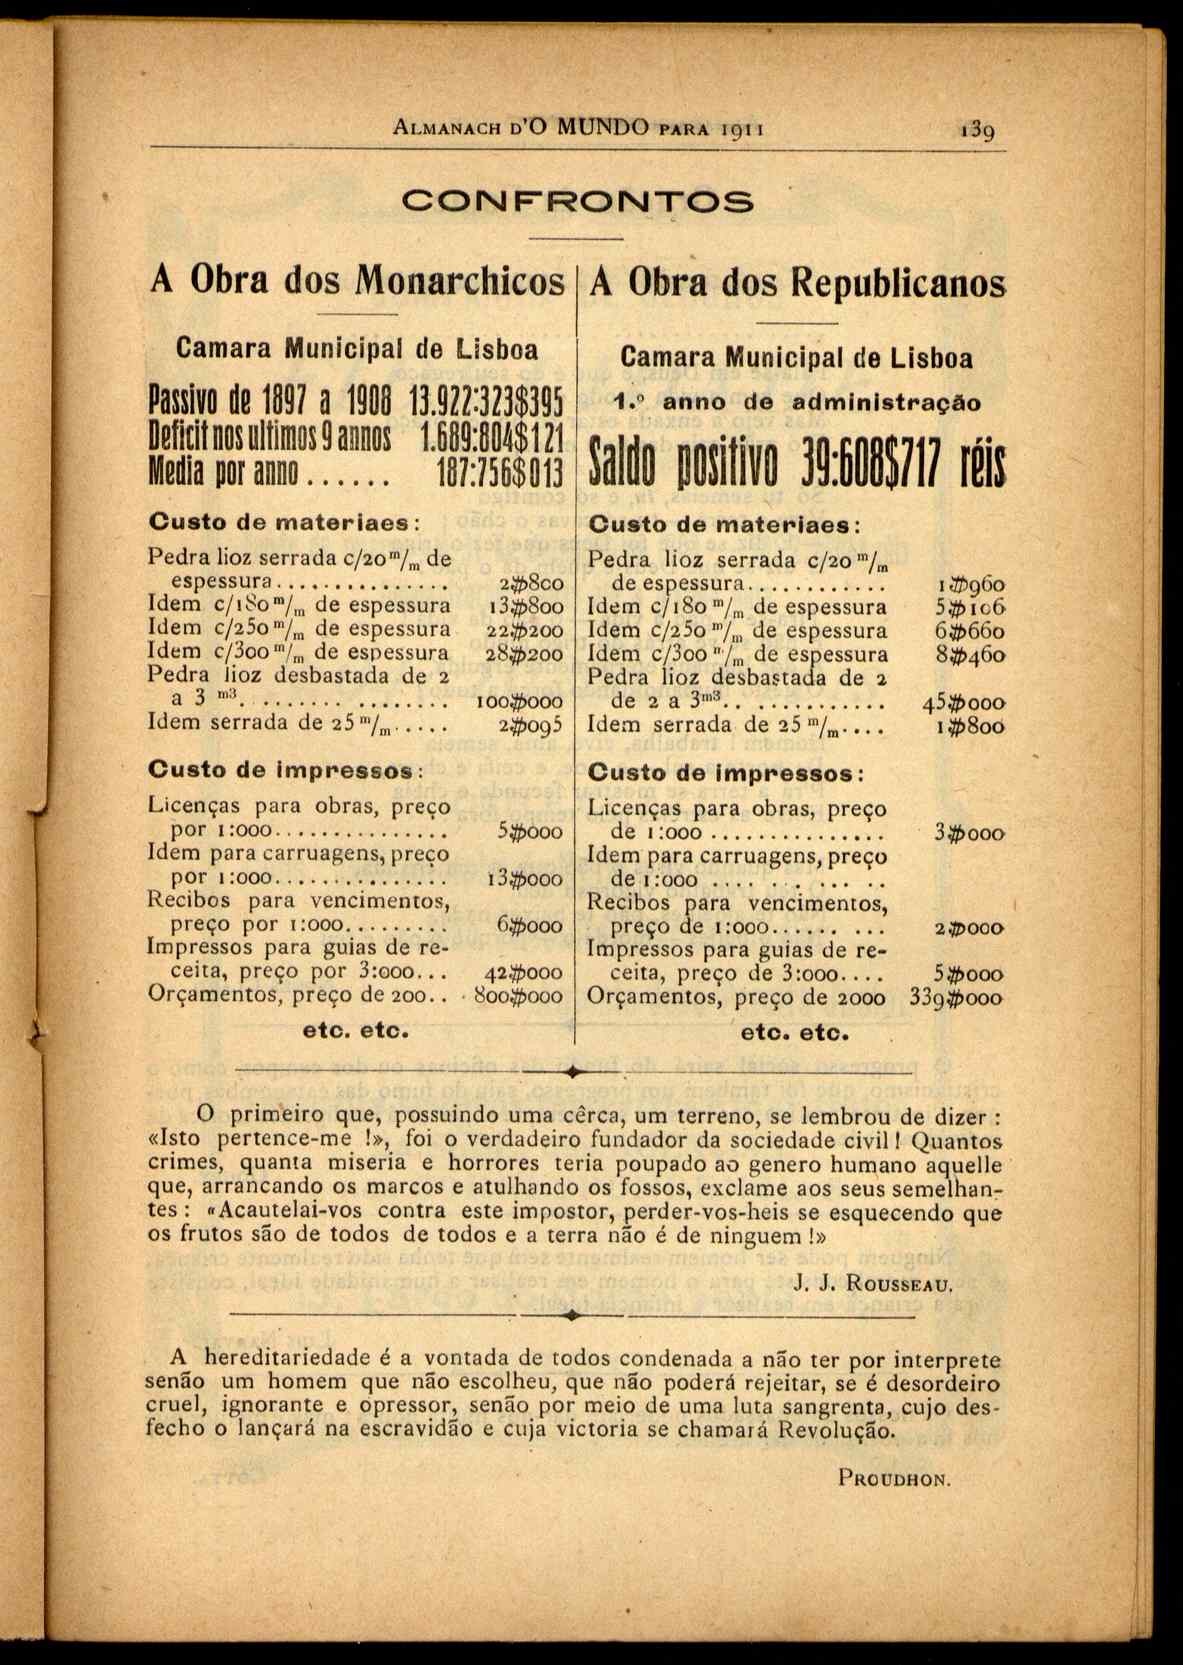 ALMANACH D'O MUNDO PARA 1911 139
CONFRONTOS
A Obra dos Monarchicos
Camara Municipal de Lisboa
Passivo de 1897 a 1908 13.922:323$395
Deficit nos ultimos 9 annos 1.689:804$121
Media por anno...... 187:756$013
Custo de materiaes:
Pedra lioz serrada c/20 m/m de
espessura............... 2$800
Idem c/180 m/m de espessura 13$800
Idem c/250 m/m de espessura 22$200
Idem c/300 m/m de espessura 28$200
Pedra lioz desbastada de 2
a 3 m3. ....... ........ 100$000
Idem serrada de 25 m/m..... 2$095
Custo de impressos:
Licenças para obras, preço
por 1:000............... 5$000
Idem para carruagens, preço
por 1:000............... 13$000
Recibos para vencimentos,
preço por 1:000......... 6$000
Impressos para guias de re-
ceita, preço por 3:000... 42$000
Orçamentos, preço de 200.. 800$000
etc. etc.
A Obra dos Republicanos
Camara Municipal de Lisboa
1.º anno de administração
Saldo positivo 39:608$717 réis
Custo de materiaes:
Pedra lioz serrada c/20 m/m
de espessura............ 1$960
Idem c/180 m/m de espessura 5$106
Idem c/250 m/m de espessura 6$660
Idem c/300 m/m de espessura 8$460
Pedra lioz desbastada de 2
de 2 a 3m3.. ........... 45$000
Idem serrada de 25 m/m.... 1$800
Custo de impressos:
Licenças para obras, preço
de 1:000 ............... 3$000
Idem para carruagens, preço
de 1:000 .... .. ... ..
Recibos para vencimentos,
preço de 1:000...... ... 2$000
Impressos para guias de re-
ceita, preço de 3:000.... 5$000
Orçamentos, preço de 2000 339$000
etc. etc.
O primeiro que, possuindo uma cêrca, um terreno, se lembrou de dizer:
«Isto pertence-me!», foi o verdadeiro fundador da sociedade civil! Quantos
crimes, quanta miseria e horrores teria poupado ao genero humano aquelle
que, arrancando os marcos e atulhando os fossos, exclame aos seus semelhan-
tes: «Acautelai-vos contra este impostor, perder-vos-heis se esquecendo que
os frutos são de todos de todos e a terra não é de ninguem!»
J. J. ROUSSEAU.
A hereditariedade é a vontada de todos condenada a não ter por interprete
senão um homem que não escolheu, que não poderá rejeitar, se é desordeiro
cruel, ignorante e opressor, senão por meio de uma luta sangrenta, cujo des-
fecho o lançará na escravidão e cuja victoria se chamará Revolução.
PROUDHON.